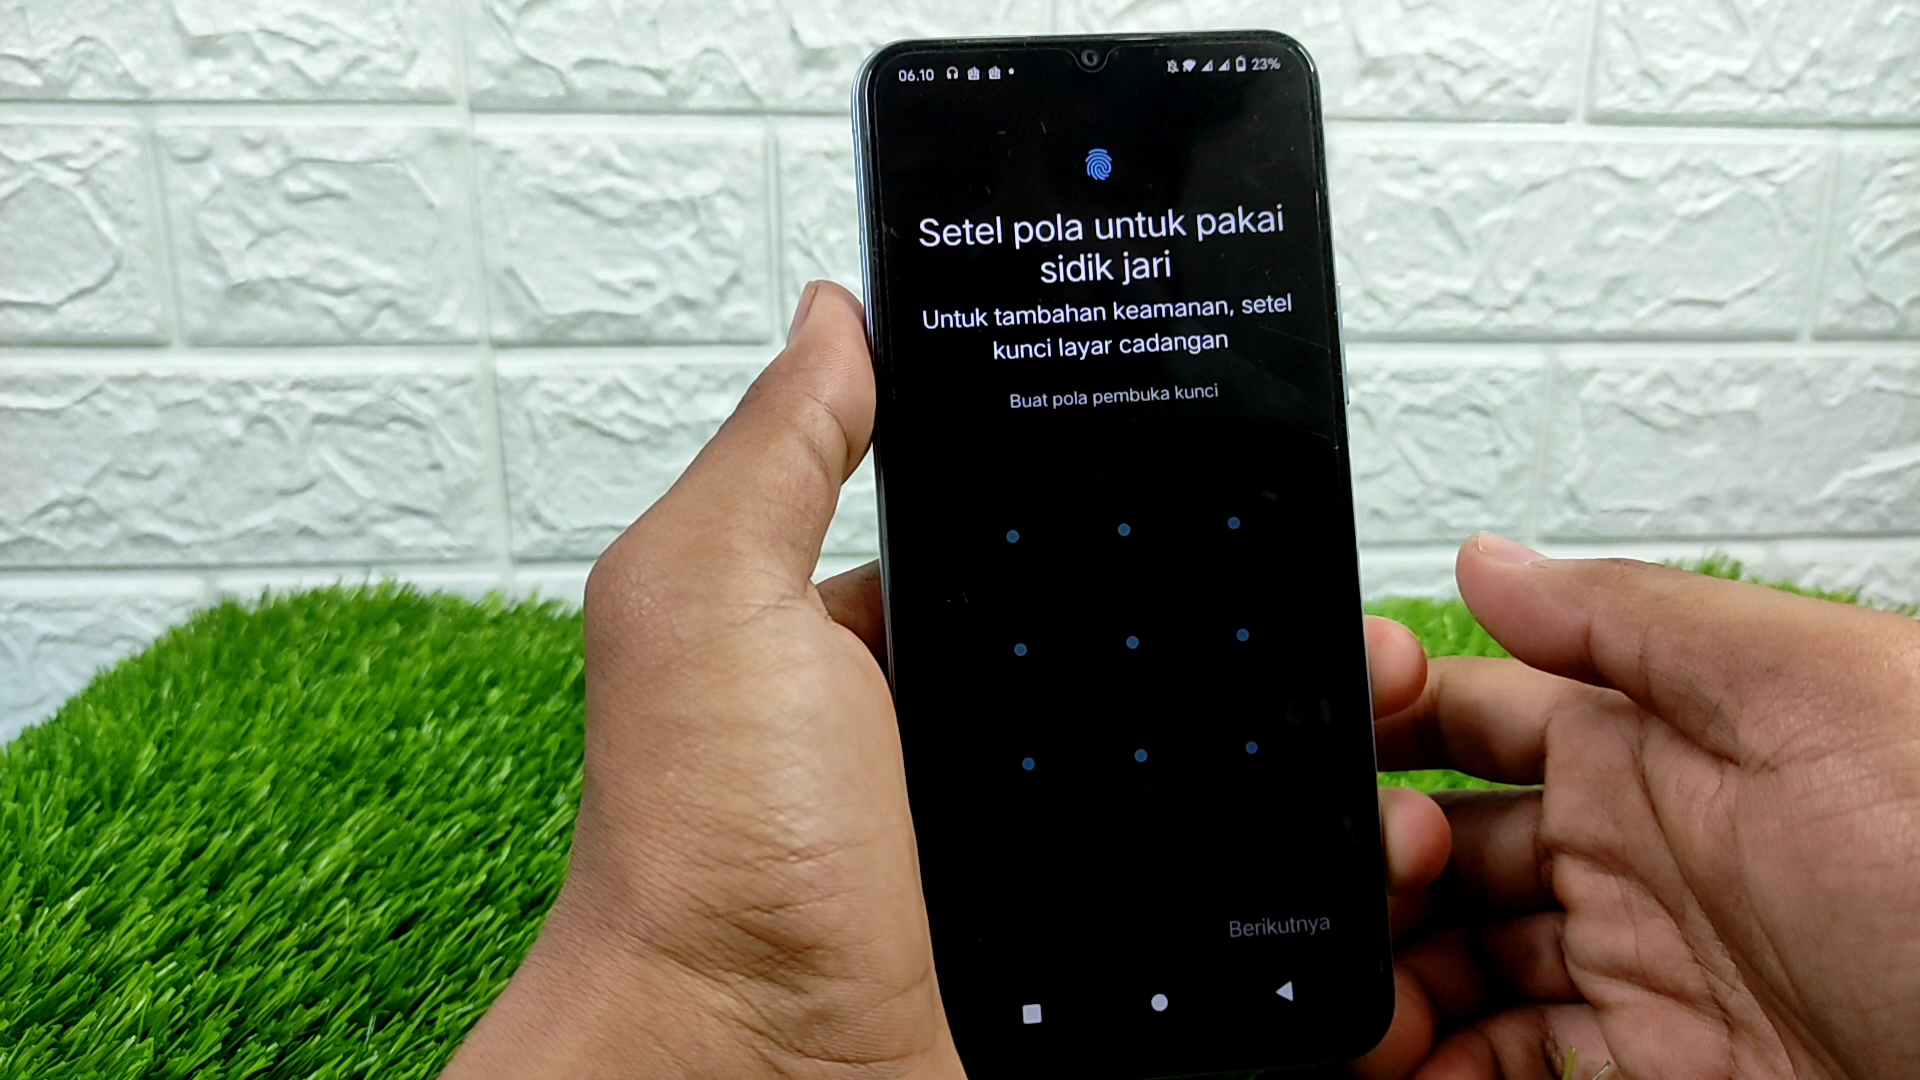 06.10 23%
Setel pola untuk pakai
sidik jari
Untuk tambahan keamanan, setel
kunci layar cadangan
Buat pola pembuka kunci
Berikutnya